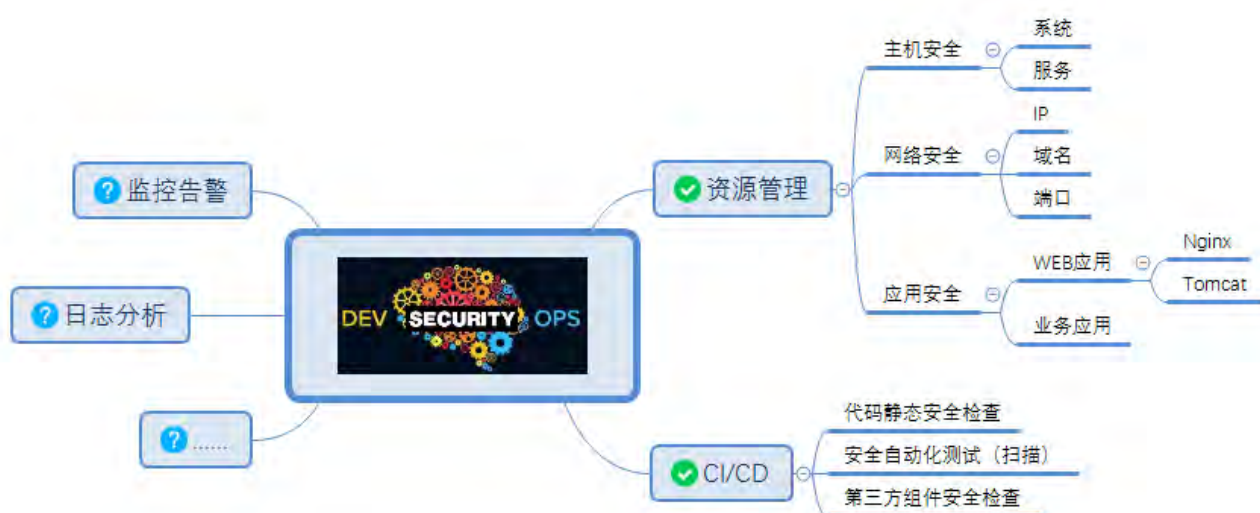 监控告警
日志分析
......
DEV SECURITY OPS
资源管理
主机安全
系统
服务
网络安全
IP
域名
端口
应用安全
WEB应用
Nginx
Tomcat
业务应用
CI/CD
代码静态安全检查
安全自动化测试（扫描）
第三方组件安全检查